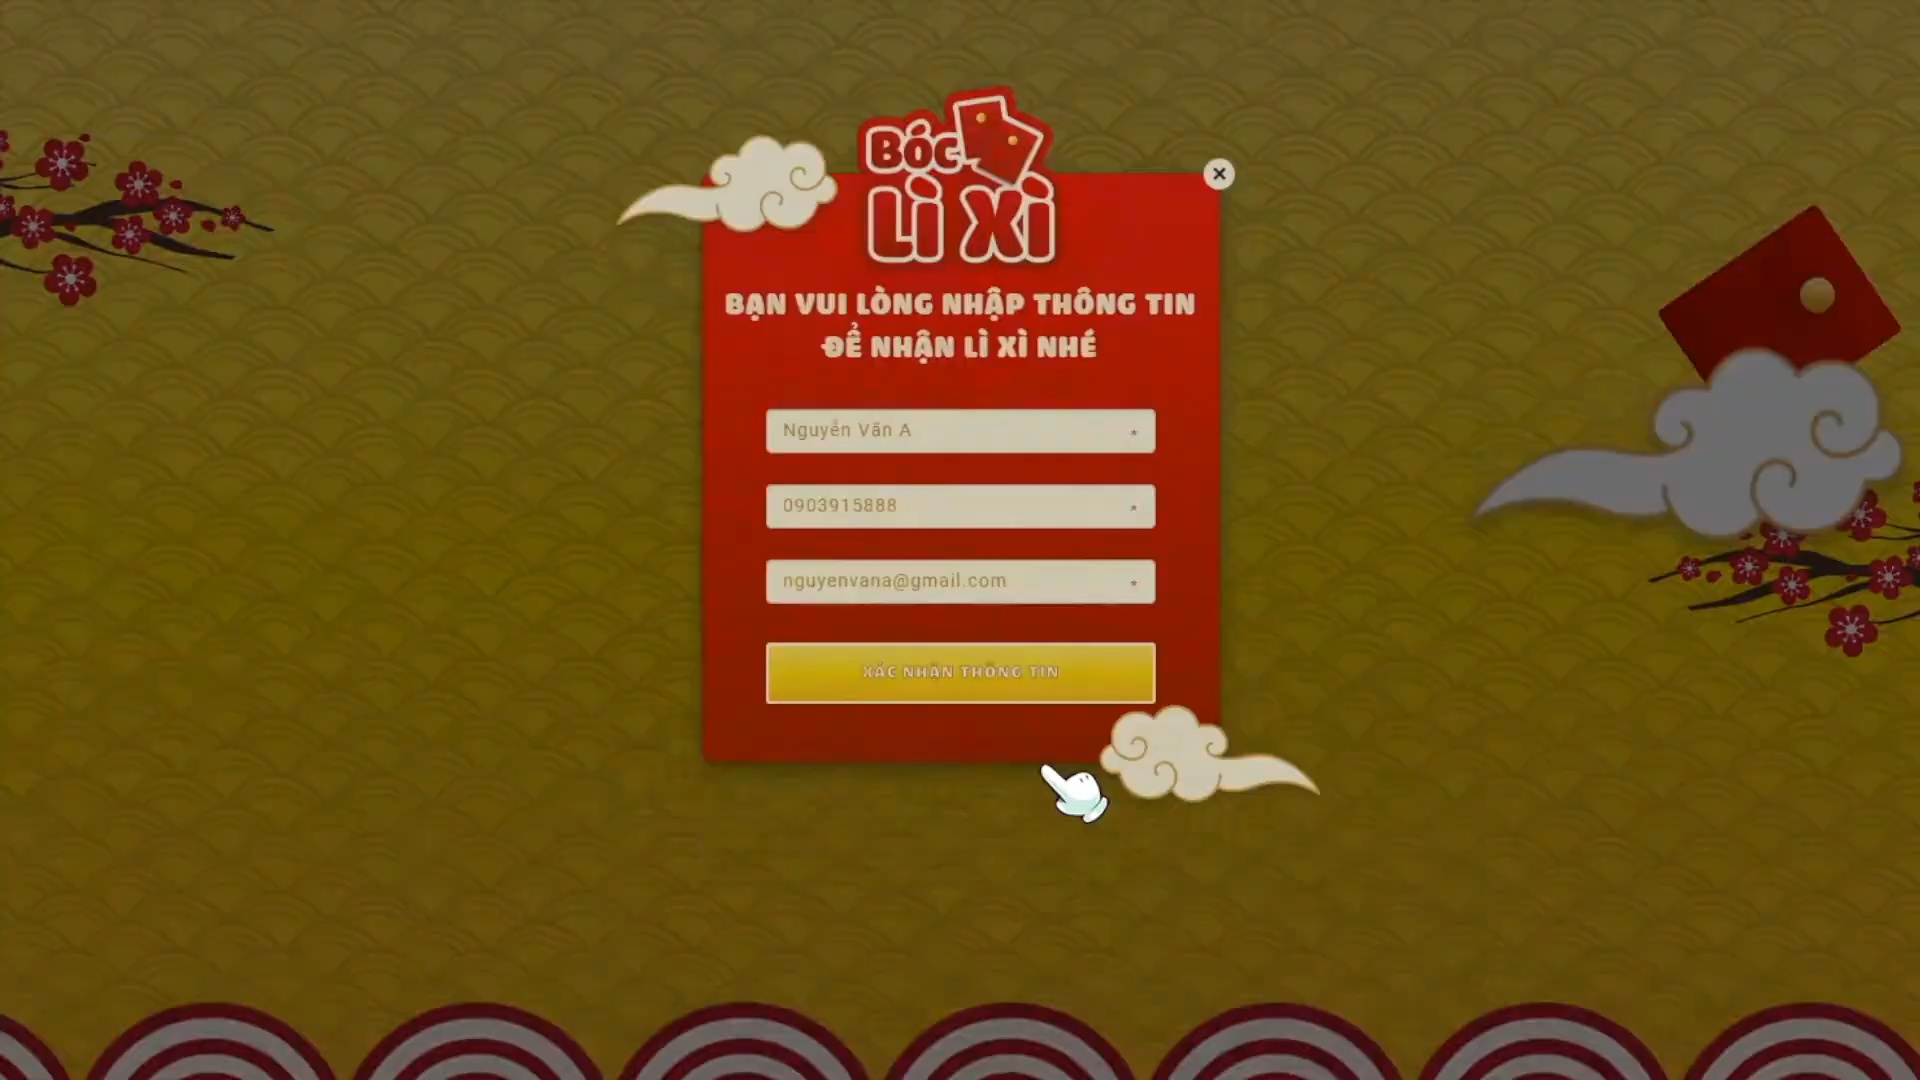 BÓC
LÌ XÌ
BẠN VUI LÒNG NHẬP THÔNG TIN
ĐỂ NHẬN LÌ XÌ NHÉ
Nguyễn Văn A *
0903915888 *
nguyenvana@gmail.com *
XÁC NHẬN THÔNG TIN